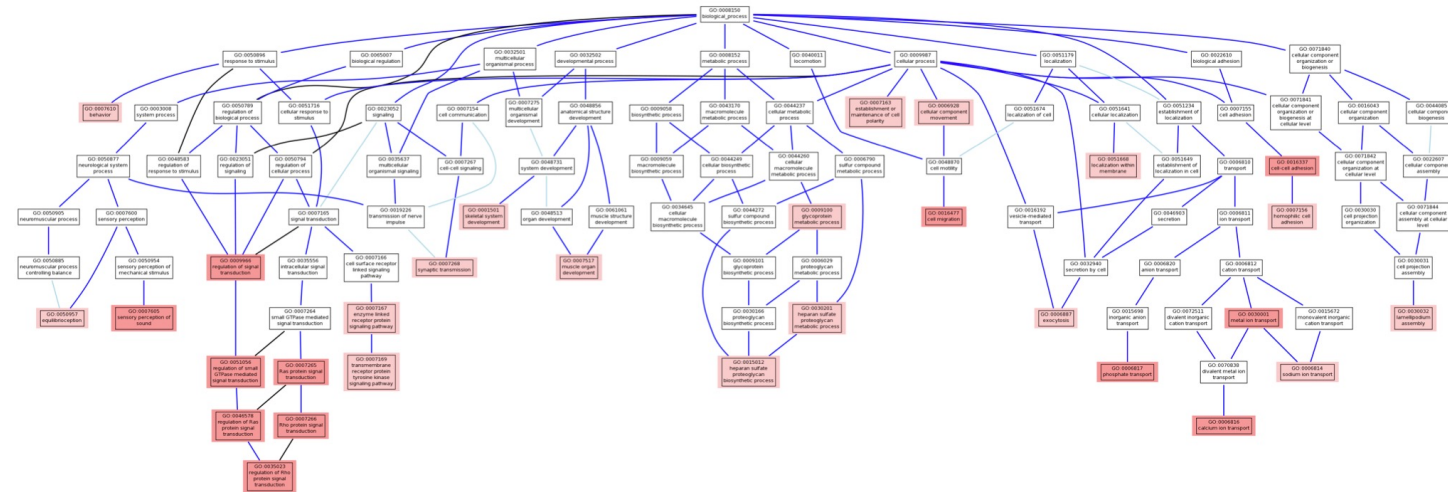 GO:0008150
biological_process
GO:0050896
response to stimulus
GO:0065007
biological regulation
GO:0032501
multicellular
organismal process
GO:0032502
developmental process
GO:0008152
metabolic process
GO:0040011
locomotion
GO:0009987
cellular process
GO:0051179
localization
GO:0022610
biological adhesion
GO:0071840
cellular component
organization
or biogenesis
GO:0007610
behavior
GO:0003008
system process
GO:0050789
regulation of
biological process
GO:0051716
cellular response to
stimulus
GO:0023052
signaling
GO:0007154
cell communication
GO:0007275
multicellular
organismal
development
GO:0048856
anatomical structure
development
GO:0009058
biosynthetic process
GO:0043170
macromolecule
metabolic process
GO:0044237
cellular metabolic
process
GO:0007163
establishment or
maintenance of cell
polarity
GO:0006928
cellular component
movement
GO:0051674
localization of cell
GO:0051641
cellular localization
GO:0051234
establishment of
localization
GO:0007155
cell adhesion
GO:0071841
cellular component
organization or
biogenesis at
cellular level
GO:0016043
cellular component
organization
GO:0044085
cellular component
biogenesis
GO:0050877
neurological system
process
GO:0048583
regulation of
response to stimulus
GO:0023051
regulation of
signaling
GO:0050794
regulation of
cellular process
GO:0035637
multicellular
organismal signaling
GO:0007267
cell-cell signaling
GO:0048731
system development
GO:0009059
macromolecule
biosynthetic process
GO:0044249
cellular biosynthetic
process
GO:0044260
cellular
macromolecule
metabolic process
GO:0006790
sulfur compound
metabolic process
GO:0048870
cell motility
GO:0051668
localization within
membrane
GO:0051649
establishment of
localization in cell
GO:0006810
transport
GO:0016337
cell-cell adhesion
GO:0071842
cellular component
organization at
cellular level
GO:0022607
cellular component
assembly
GO:0050905
neuromuscular process
GO:0007600
sensory perception
GO:0007165
signal transduction
GO:0019226
transmission of nerve
impulse
GO:0001501
skeletal system
development
GO:0048513
organ development
GO:0061061
muscle structure
development
GO:0034645
cellular
macromolecule
biosynthetic process
GO:0044272
sulfur compound
biosynthetic process
GO:0009100
glycoprotein
metabolic process
GO:0016477
cell migration
GO:0016192
vesicle-mediated
transport
GO:0046903
secretion
GO:0006811
ion transport
GO:0007156
homophilic cell
adhesion
GO:0030030
cell projection
organization
GO:0071844
cellular component
assembly at cellular
level
GO:0050885
neuromuscular process
controlling balance
GO:0050954
sensory perception of
mechanical stimulus
GO:0009966
regulation of signal
transduction
GO:0035556
intracellular signal
transduction
GO:0007166
cell surface receptor
linked signaling
pathway
GO:0007268
synaptic transmission
GO:0007517
muscle organ
development
GO:0009101
glycoprotein
biosynthetic process
GO:0006029
proteoglycan
metabolic process
GO:0032940
secretion by cell
GO:0006820
anion transport
GO:0006812
cation transport
GO:0030031
cell projection
assembly
GO:0050957
equilibrioception
GO:0007605
sensory perception of
sound
GO:0007264
small GTPase mediated
signal transduction
GO:0007167
enzyme linked
receptor protein
signaling pathway
GO:0030166
proteoglycan
biosynthetic process
GO:0030201
heparan sulfate
proteoglycan
metabolic process
GO:0006887
exocytosis
GO:0015698
inorganic anion
transport
GO:0072511
divalent inorganic
cation transport
GO:0030001
metal ion transport
GO:0015672
monovalent inorganic
cation transport
GO:0030032
lamellipodium
assembly
GO:0051056
regulation of small
GTPase mediated
signal transduction
GO:0007265
Ras protein signal
transduction
GO:0007169
transmembrane
receptor protein
tyrosine kinase
signaling pathway
GO:0015012
heparan sulfate
proteoglycan
biosynthetic process
GO:0006817
phosphate transport
GO:0070838
divalent metal ion
transport
GO:0006814
sodium ion transport
GO:0046578
regulation of Ras
protein signal
transduction
GO:0007266
Rho protein signal
transduction
GO:0006816
calcium ion transport
GO:0035023
regulation of Rho
protein signal
transduction